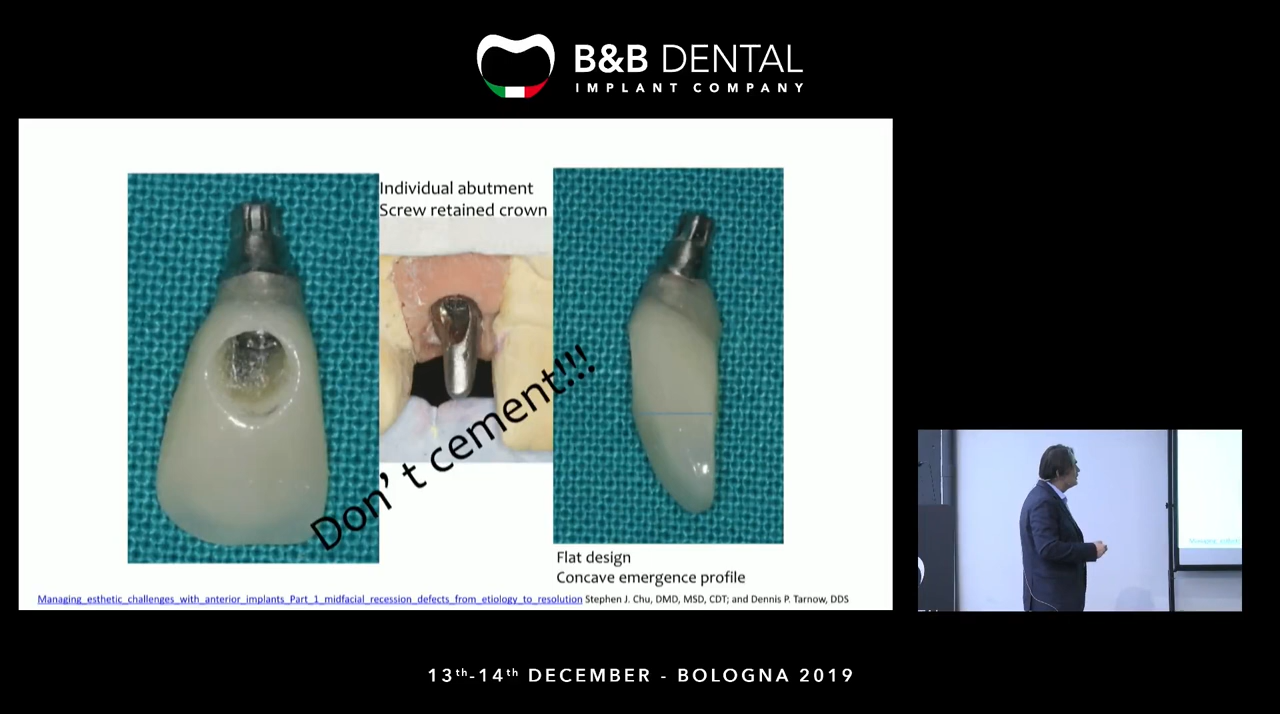 B&B DENTAL
IMPLANT COMPANY
Individual abutment
Screw retained crown
Don't cement!!!
Flat design
Concave emergence profile
Managing_esthetic_challenges_with_anterior_implants_Part_1_midfacial_recession_defects_from_etiology_to_resolution Stephen J. Chu, DMD, MSD, CDT; and Dennis P. Tarnow, DDS
13th-14th DECEMBER - BOLOGNA 2019